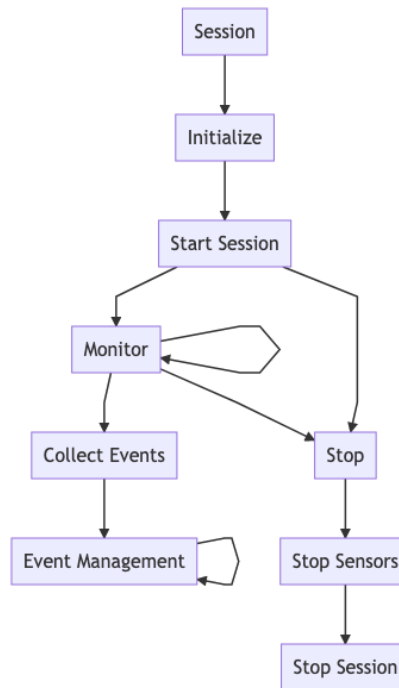 Session
Initialize
Start Session
Monitor
Collect Events
Stop
Event Management
Stop Sensors
Stop Session